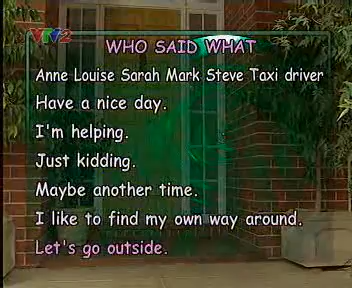 VTV2
WHO SAID WHAT
Anne Louise Sarah Mark Steve Taxi driver
Have a nice day.
I'm helping.
Just kidding.
Maybe another time.
I like to find my own way around.
Let's go outside.